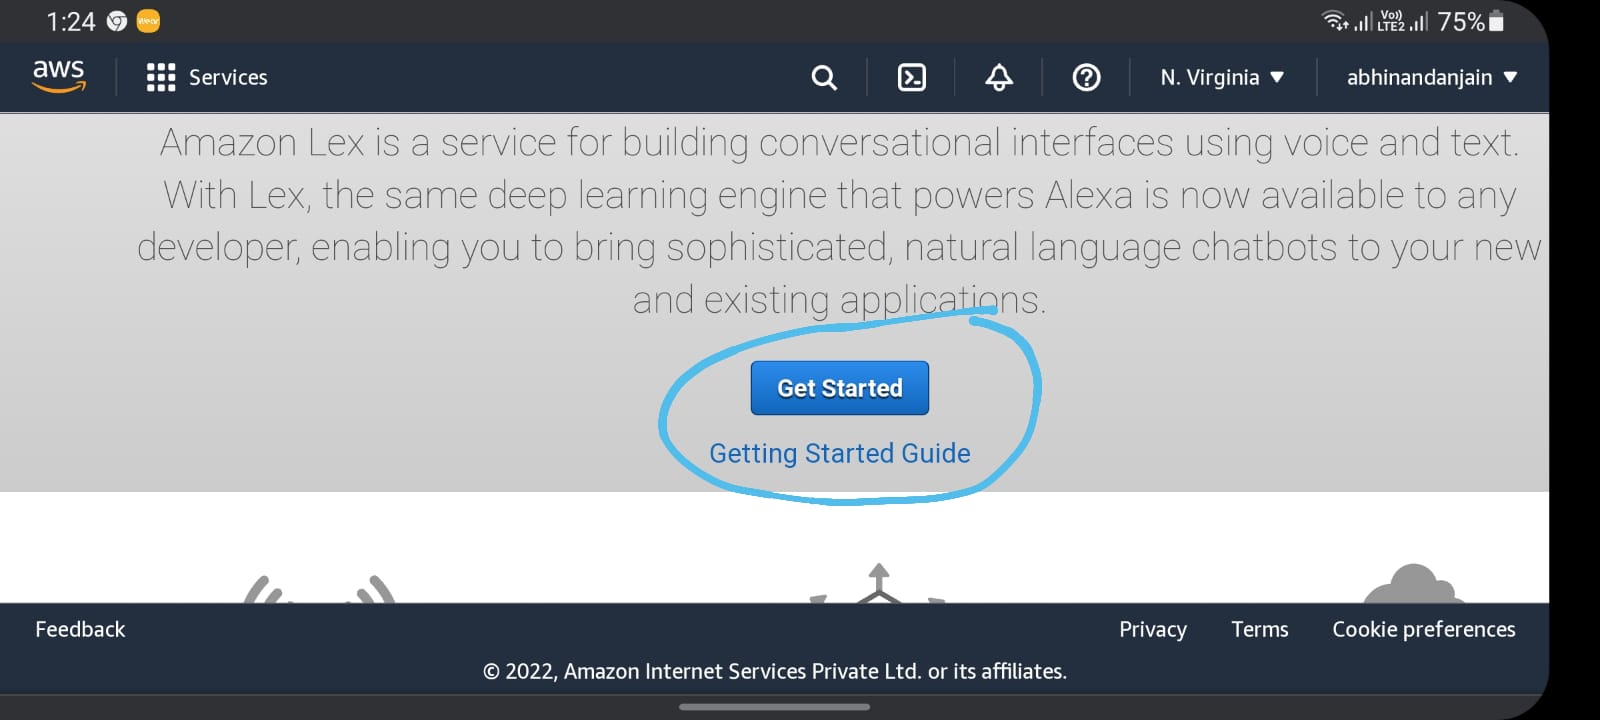 1:24
Wear
Vo))
LTE2
75%
aws
Services
N. Virginia
abhinandanjain
Amazon Lex is a service for building conversational interfaces using voice and text.
With Lex, the same deep learning engine that powers Alexa is now available to any
developer, enabling you to bring sophisticated, natural language chatbots to your new
and existing applications.
Get Started
Getting Started Guide
Feedback
Privacy
Terms
Cookie preferences
© 2022, Amazon Internet Services Private Ltd. or its affiliates.